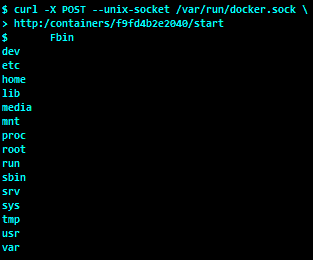 $ curl -X POST --unix-socket /var/run/docker.sock \
> http:/containers/f9fd4b2e2040/start
$ Fbin
dev
etc
home
lib
media
mnt
proc
root
run
sbin
srv
sys
tmp
usr
var